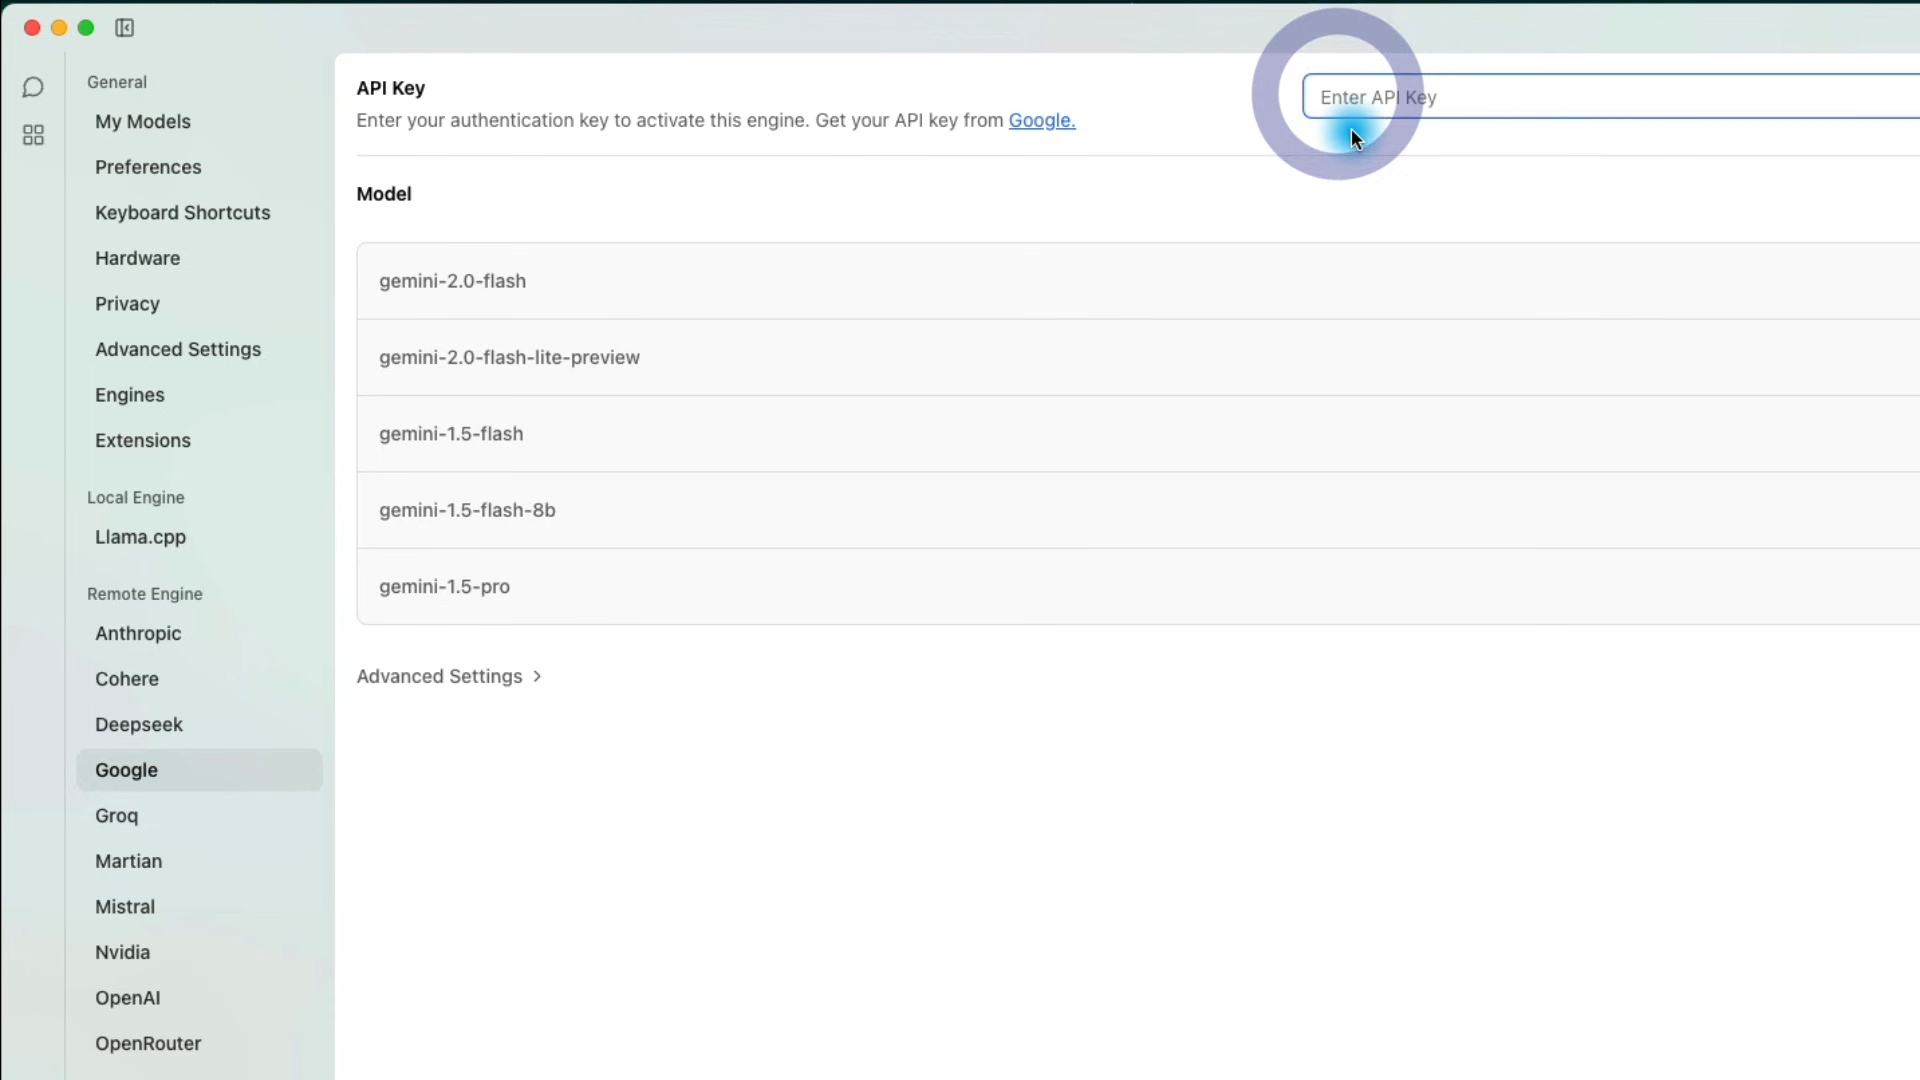 General
My Models
Preferences
Keyboard Shortcuts
Hardware
Privacy
Advanced Settings
Engines
Extensions
Local Engine
Llama.cpp
Remote Engine
Anthropic
Cohere
Deepseek
Google
Groq
Martian
Mistral
Nvidia
OpenAI
OpenRouter
API Key
Enter your authentication key to activate this engine. Get your API key from Google.
Enter API Key
Model
gemini-2.0-flash
gemini-2.0-flash-lite-preview
gemini-1.5-flash
gemini-1.5-flash-8b
gemini-1.5-pro
Advanced Settings